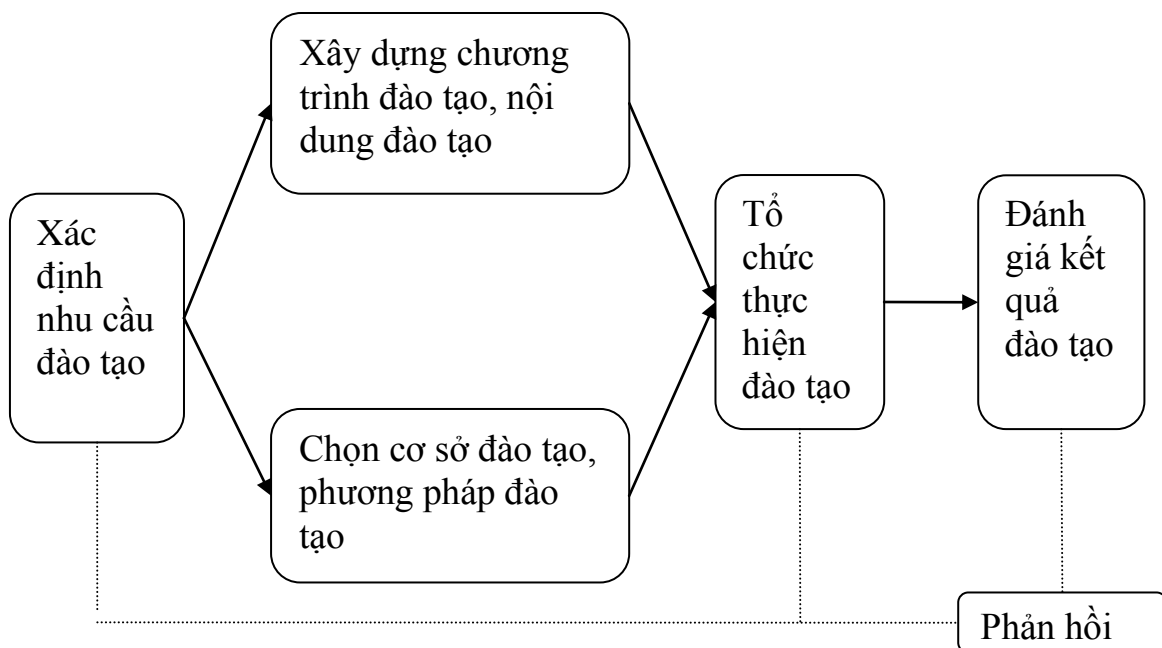 Xây dựng chương
trình đào tạo, nội
dung đào tạo
Xác
định
nhu cầu
đào tạo
Tổ
chức
thực
hiện
đào tạo
Đánh
giá kết
quả
đào tạo
Chọn cơ sở đào tạo,
phương pháp đào
tạo
Phản hồi